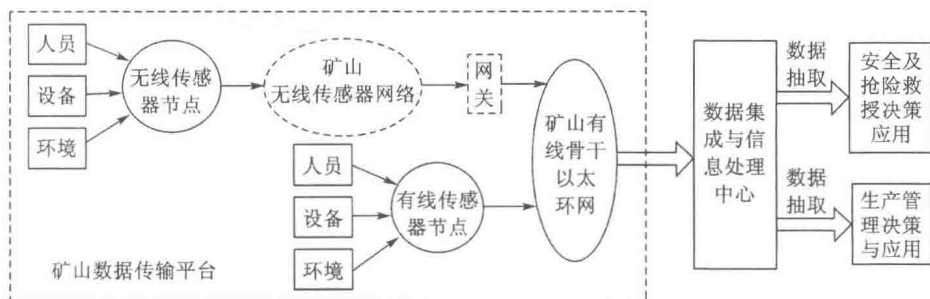 人员
设备
环境
无线传感
器节点
矿山
无线传感器网络
网
关
人员
设备
环境
有线传感
器节点
矿山有
线骨干
以太
环网
矿山数据传输平台
数据集
成与信
息处理
中心
数据
抽取
安全及
抢险救
授决策
应用
数据
抽取
生产管
理决策
与应用